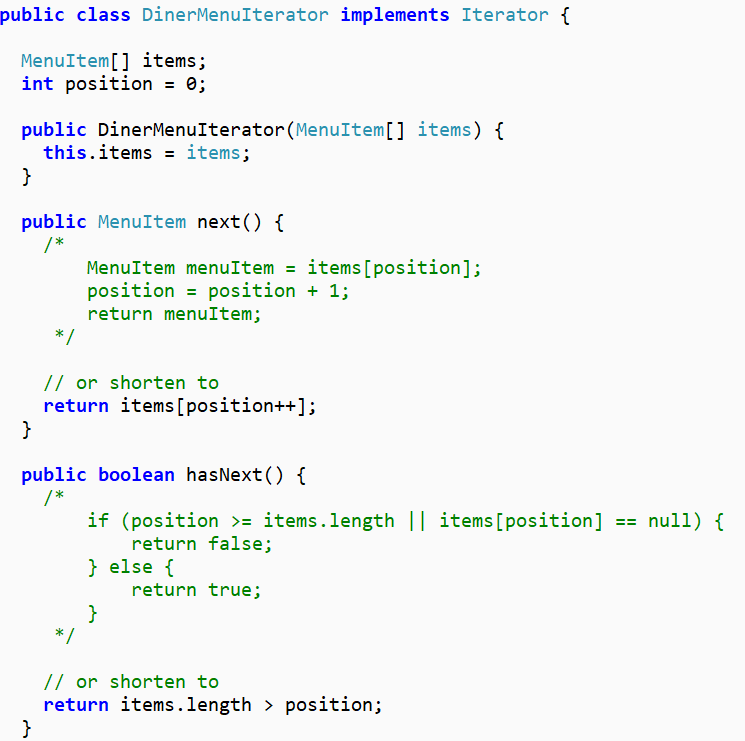 public class DinerMenuIterator implements Iterator {
MenuItem[] items;
int position = 0;
public DinerMenuIterator(MenuItem[] items) {
this.items = items;
}
public MenuItem next() {
/*
MenuItem menuItem = items[position];
position = position + 1;
return menuItem;
*/
// or shorten to
return items[position++];
}
public boolean hasNext() {
/*
if (position >= items.length || items[position] == null) {
return false;
} else {
return true;
}
*/
// or shorten to
return items.length > position;
}